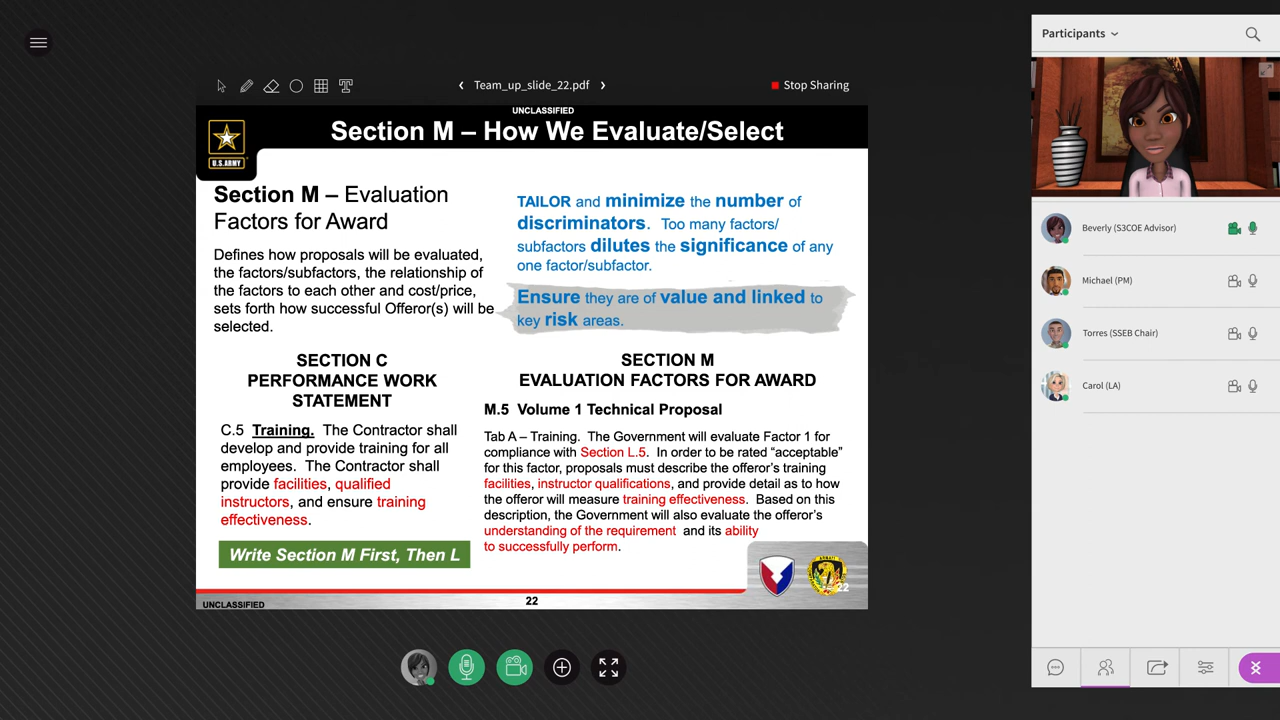 Participants
Team_up_slide_22.pdf
Stop Sharing
UNCLASSIFIED
Section M – How We Evaluate/Select
U.S.ARMY
Section M – Evaluation
Factors for Award
Defines how proposals will be evaluated,
the factors/subfactors, the relationship of
the factors to each other and cost/price,
sets forth how successful Offeror(s) will be
selected.
TAILOR and minimize the number of
discriminators.  Too many factors/
subfactors dilutes the significance of any
one factor/subfactor.
Ensure they are of value and linked to
key risk areas.
SECTION C
PERFORMANCE WORK
STATEMENT
C.5 Training. The Contractor shall
develop and provide training for all
employees. The Contractor shall
provide facilities, qualified
instructors, and ensure training
effectiveness.
Write Section M First, Then L
SECTION M
EVALUATION FACTORS FOR AWARD
M.5 Volume 1 Technical Proposal
Tab A – Training. The Government will evaluate Factor 1 for
compliance with Section L.5. In order to be rated “acceptable”
for this factor, proposals must describe the offeror’s training
facilities, instructor qualifications, and provide detail as to how
the offeror will measure training effectiveness. Based on this
description, the Government will also evaluate the offeror’s
understanding of the requirement and its ability
to successfully perform.
22
UNCLASSIFIED
22
Beverly (S3COE Advisor)
Michael (PM)
Torres (SSEB Chair)
Carol (LA)